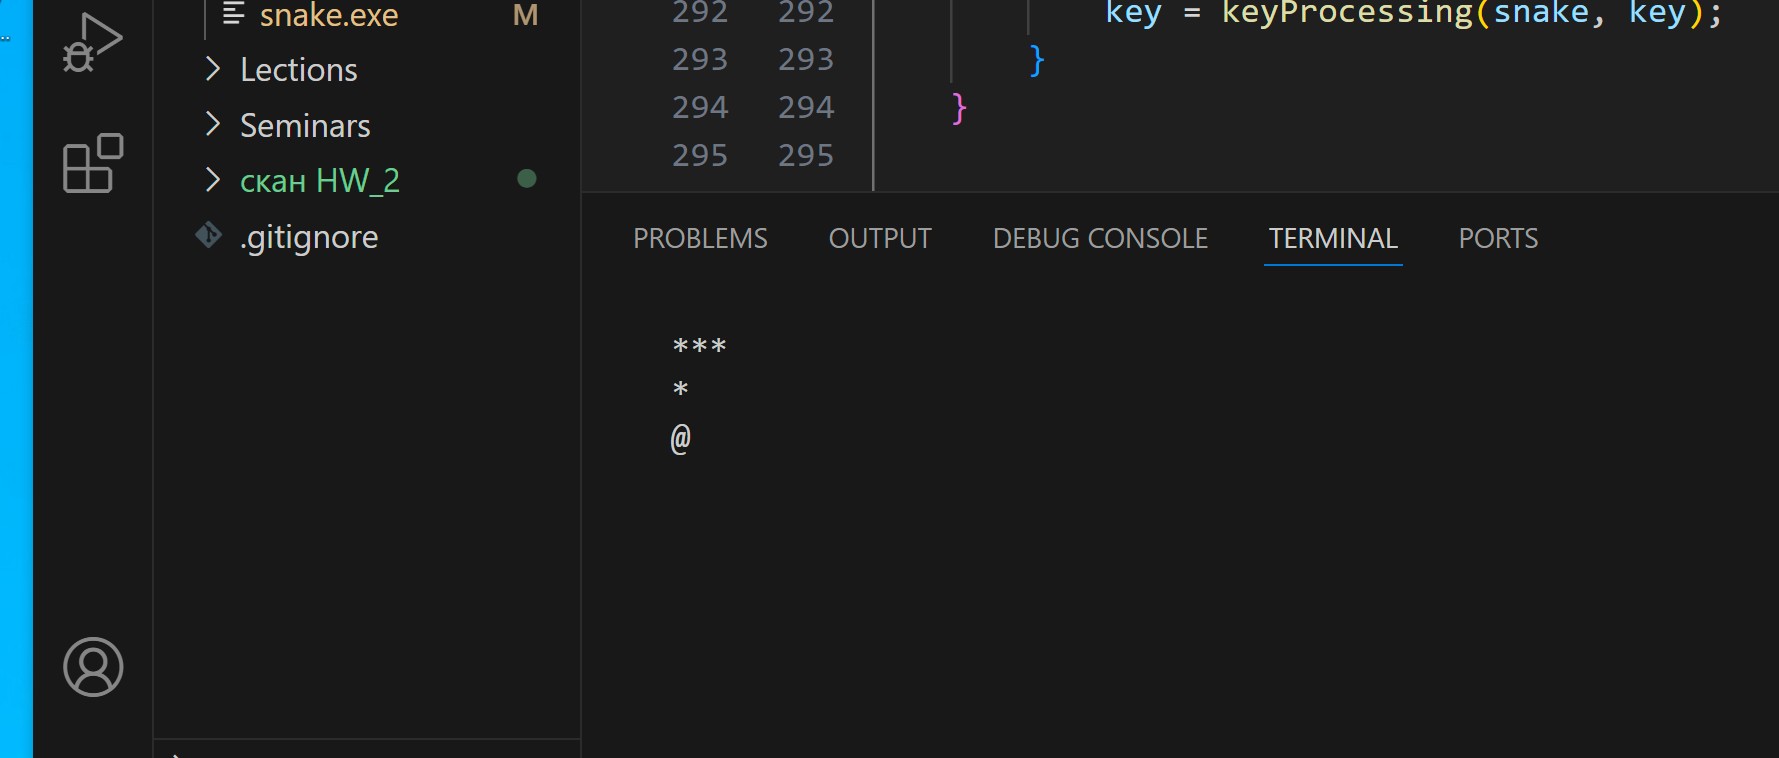 snake.exe M
Lections
Seminars
скан HW_2
.gitignore
292 292 key = keyProcessing(snake, key);
293 293 }
294 294 }
295 295
PROBLEMS OUTPUT DEBUG CONSOLE TERMINAL PORTS
***
*
@